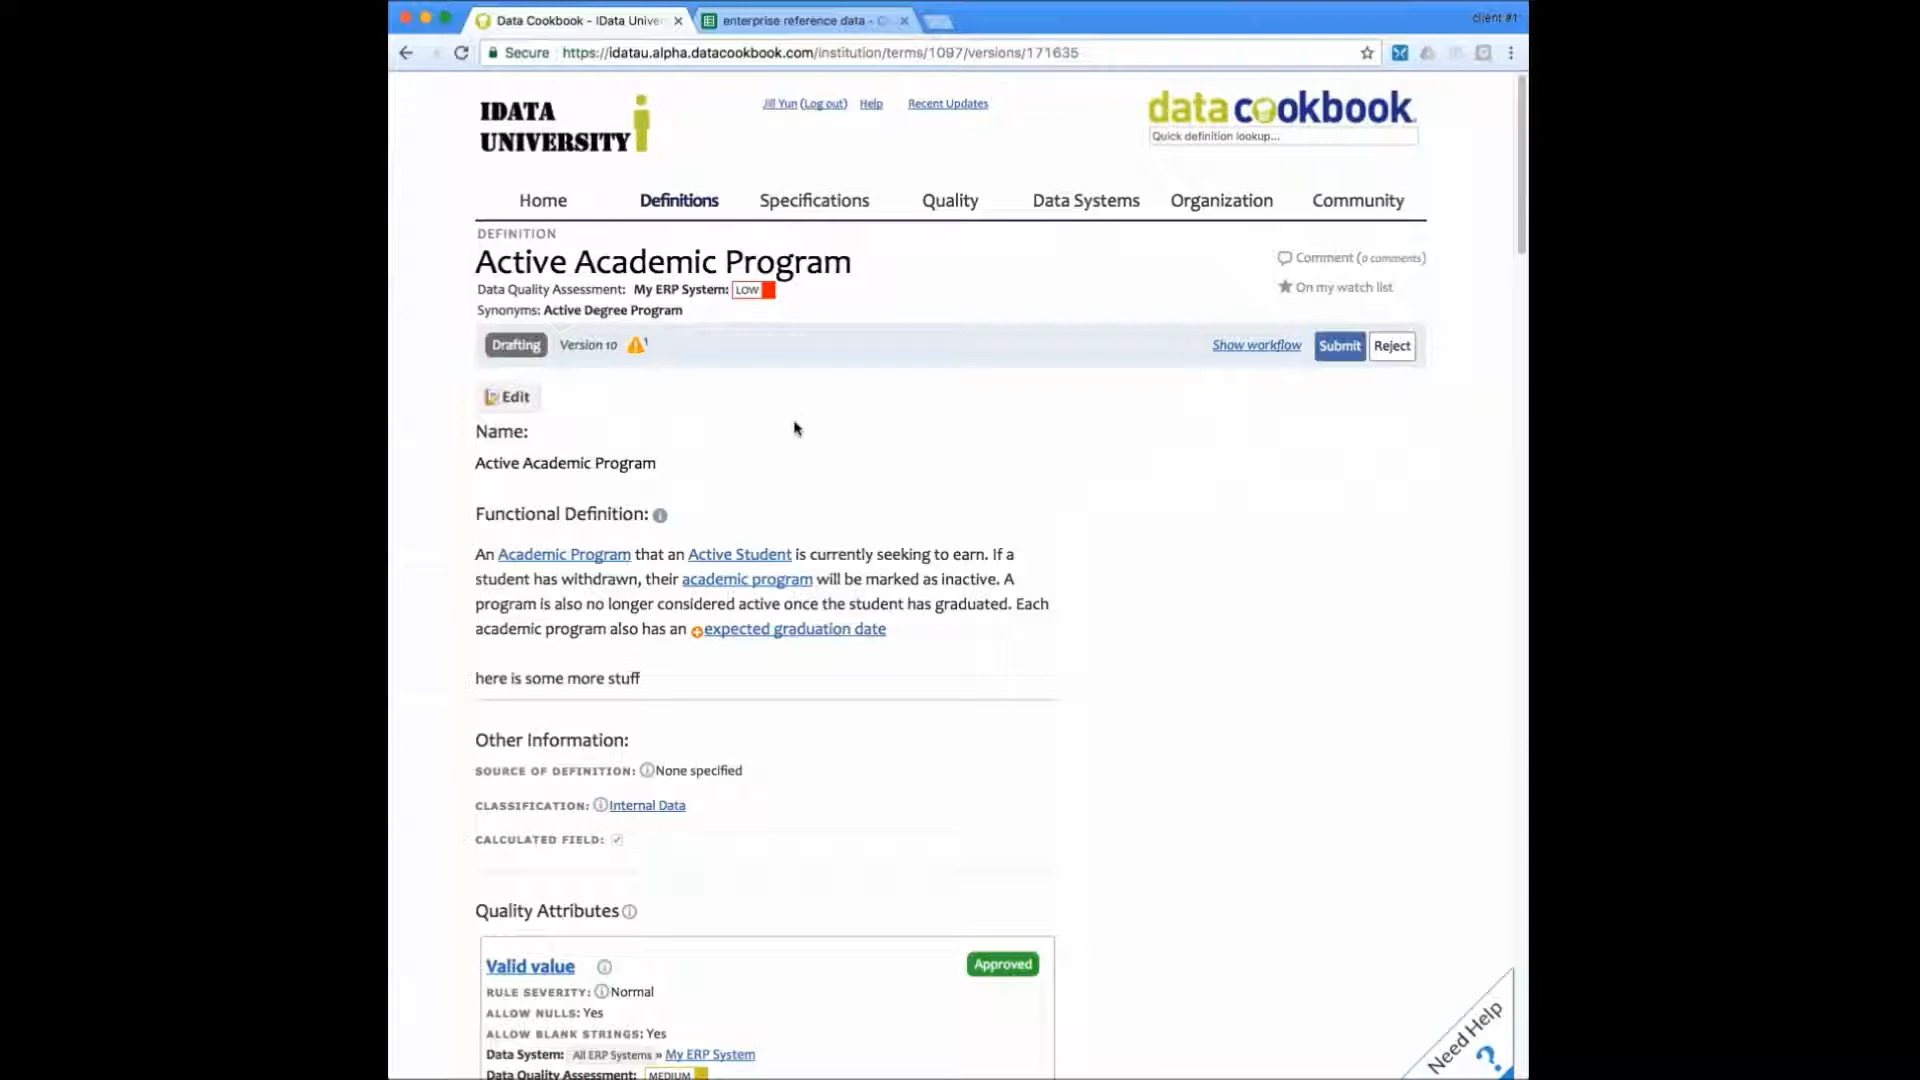 Data Cookbook - IData Univer
enterprise reference data -
client #1
Secure
https://idatau.alpha.datacookbook.com/institution/terms/1097/versions/171635
IDATA
UNIVERSITY
Jill Yun (Log out) Help Recent Updates
datacookbook.
Quick definition lookup...
Home Definitions Specifications Quality Data Systems Organization Community
DEFINITION
Active Academic Program
Comment (0 comments)
Data Quality Assessment: My ERP System: LOW
On my watch list
Synonyms: Active Degree Program
Drafting Version 10 1 Show workflow Submit Reject
Edit
Name:
Active Academic Program
Functional Definition:
An Academic Program that an Active Student is currently seeking to earn. If a
student has withdrawn, their academic program will be marked as inactive. A
program is also no longer considered active once the student has graduated. Each
academic program also has an expected graduation date
here is some more stuff
Other Information:
SOURCE OF DEFINITION: None specified
CLASSIFICATION: Internal Data
CALCULATED FIELD:
Quality Attributes
Valid value
Approved
RULE SEVERITY: Normal
ALLOW NULLS: Yes
ALLOW BLANK STRINGS: Yes
Data System: All ERP Systems » My ERP System
Data Quality Assessment: MEDIUM
Need Help
?